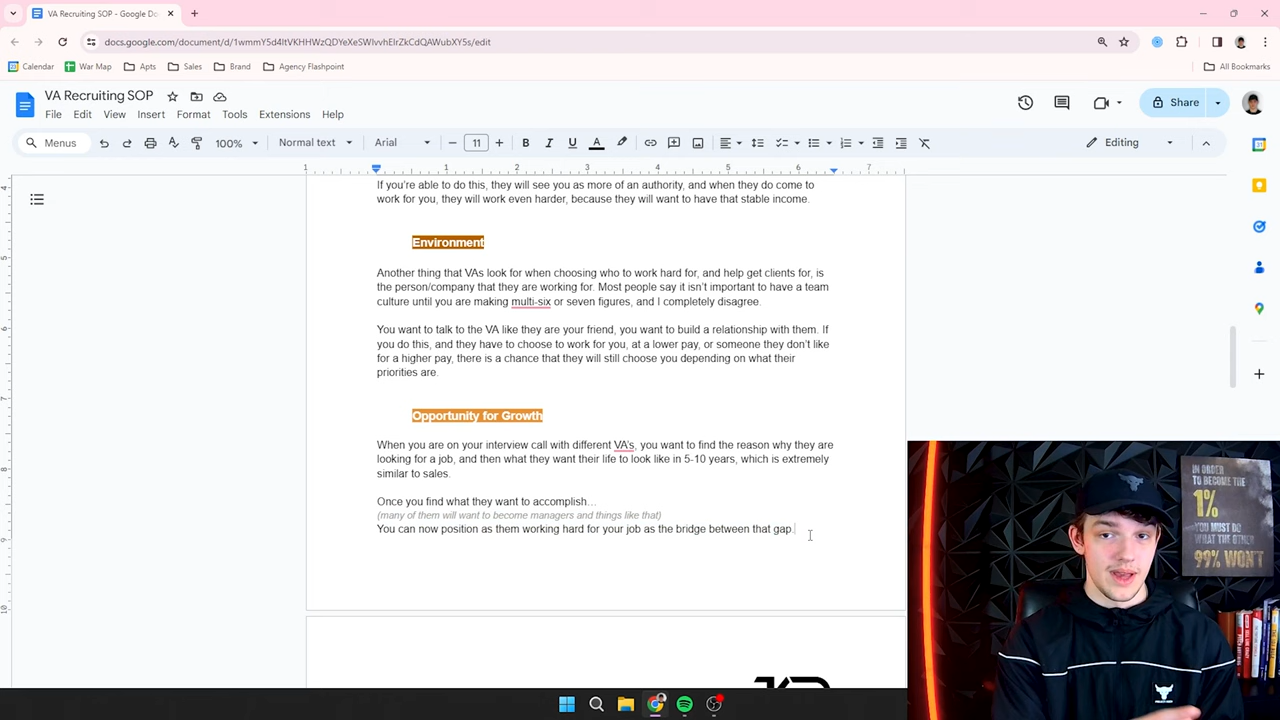 VA Recruiting SOP - Google Do
docs.google.com/document/d/1wmmY5d4ltVKHHWzQDYeXeSWlvvhElrZkCdQAWubXY5s/edit
Calendar War Map Apts Sales Brand Agency Flashpoint All Bookmarks
VA Recruiting SOP
File Edit View Insert Format Tools Extensions Help
Share
Menus 100% Normal text Arial 11 Editing
1 1 2 3 4 5 6 7
If you're able to do this, they will see you as more of an authority, and when they do come to
work for you, they will work even harder, because they will want to have that stable income.
Environment
Another thing that VAs look for when choosing who to work hard for, and help get clients for, is
the person/company that they are working for. Most people say it isn't important to have a team
culture until you are making multi-six or seven figures, and I completely disagree.
You want to talk to the VA like they are your friend, you want to build a relationship with them. If
you do this, and they have to choose to work for you, at a lower pay, or someone they don't like
for a higher pay, there is a chance that they will still choose you depending on what their
priorities are.
Opportunity for Growth
When you are on your interview call with different VA's, you want to find the reason why they are
looking for a job, and then what they want their life to look like in 5-10 years, which is extremely
similar to sales.
Once you find what they want to accomplish…
(many of them will want to become managers and things like that)
You can now position as them working hard for your job as the bridge between that gap.
IN ORDER
TO BECOME THE
1%
YOU MUST DO
WHAT THE OTHER
99% WON'T